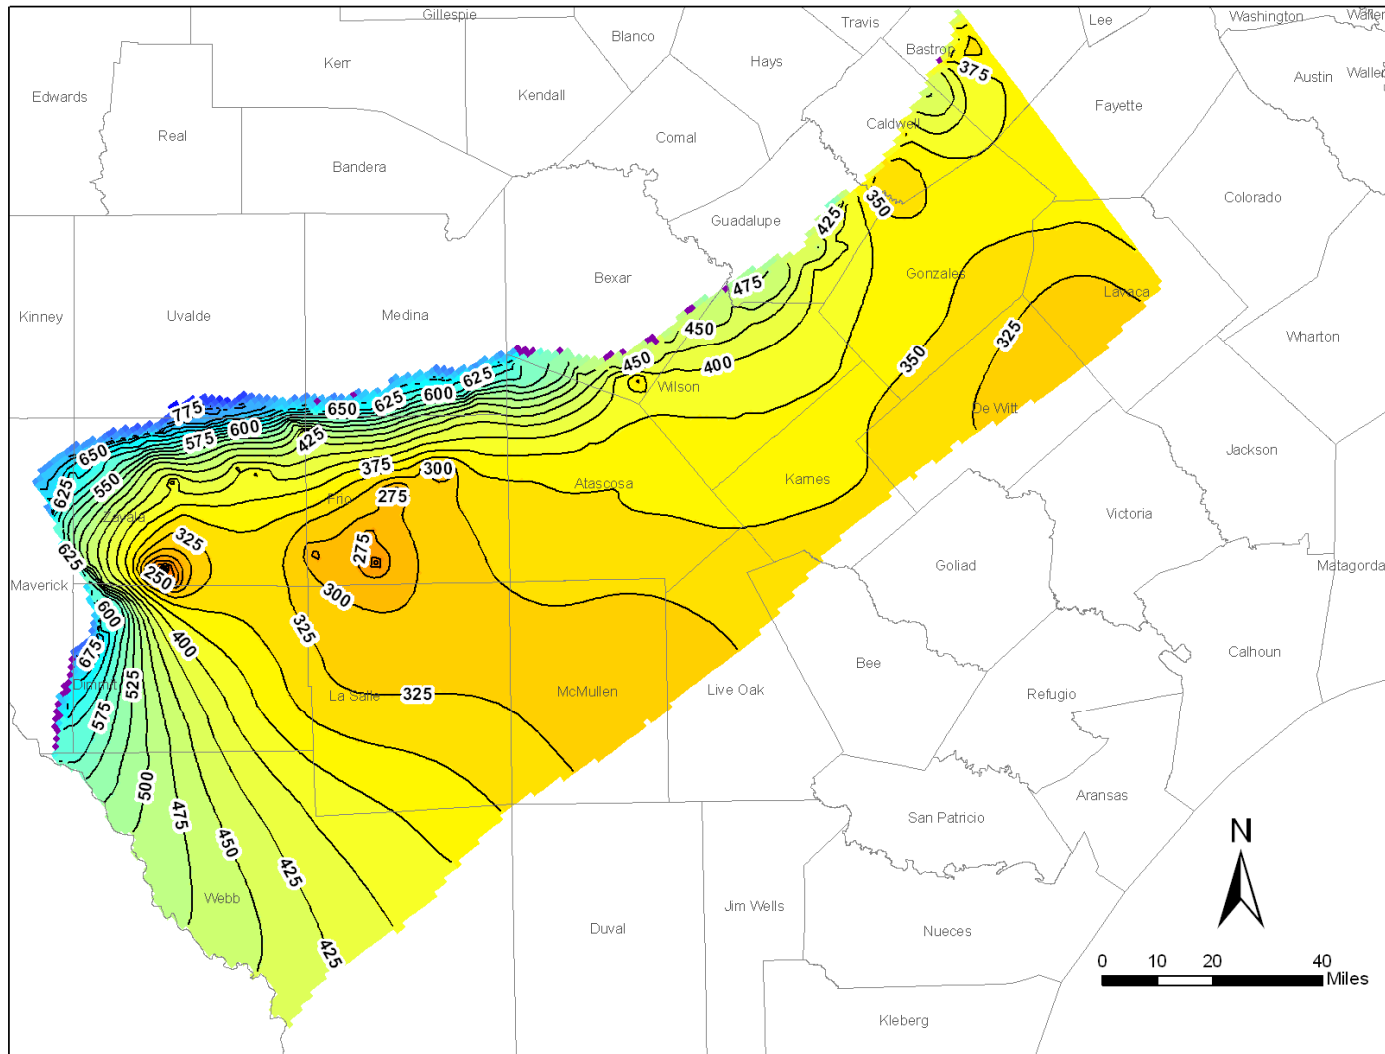 Gillespie
Travis
Lee
Washington
Waller
Blanco
Bastrop
Kerr
Hays
375
Austin
Waller
Edwards
Kendall
Fayette
Real
Comal
Caldwell
Bandera
Colorado
350
Guadalupe
425
Gonzales
Bexar
475
Lavaca
Kinney
Uvalde
Medina
450
325
Wharton
450
400
350
625
Wilson
600
625
650
775
De Witt
600
575
425
650
Jackson
375
300
550
Atascosa
Karnes
625
275
Frio
Zavala
Victoria
325
275
625
250
Goliad
Matagorda
Maverick
300
600
325
400
675
Bee
Calhoun
Dimmit
525
La Salle
325
McMullen
Live Oak
Refugio
575
500
Aransas
475
San Patricio
450
N
425
Webb
Jim Wells
Duval
Nueces
425
0 10 20 40
Miles
Kleberg